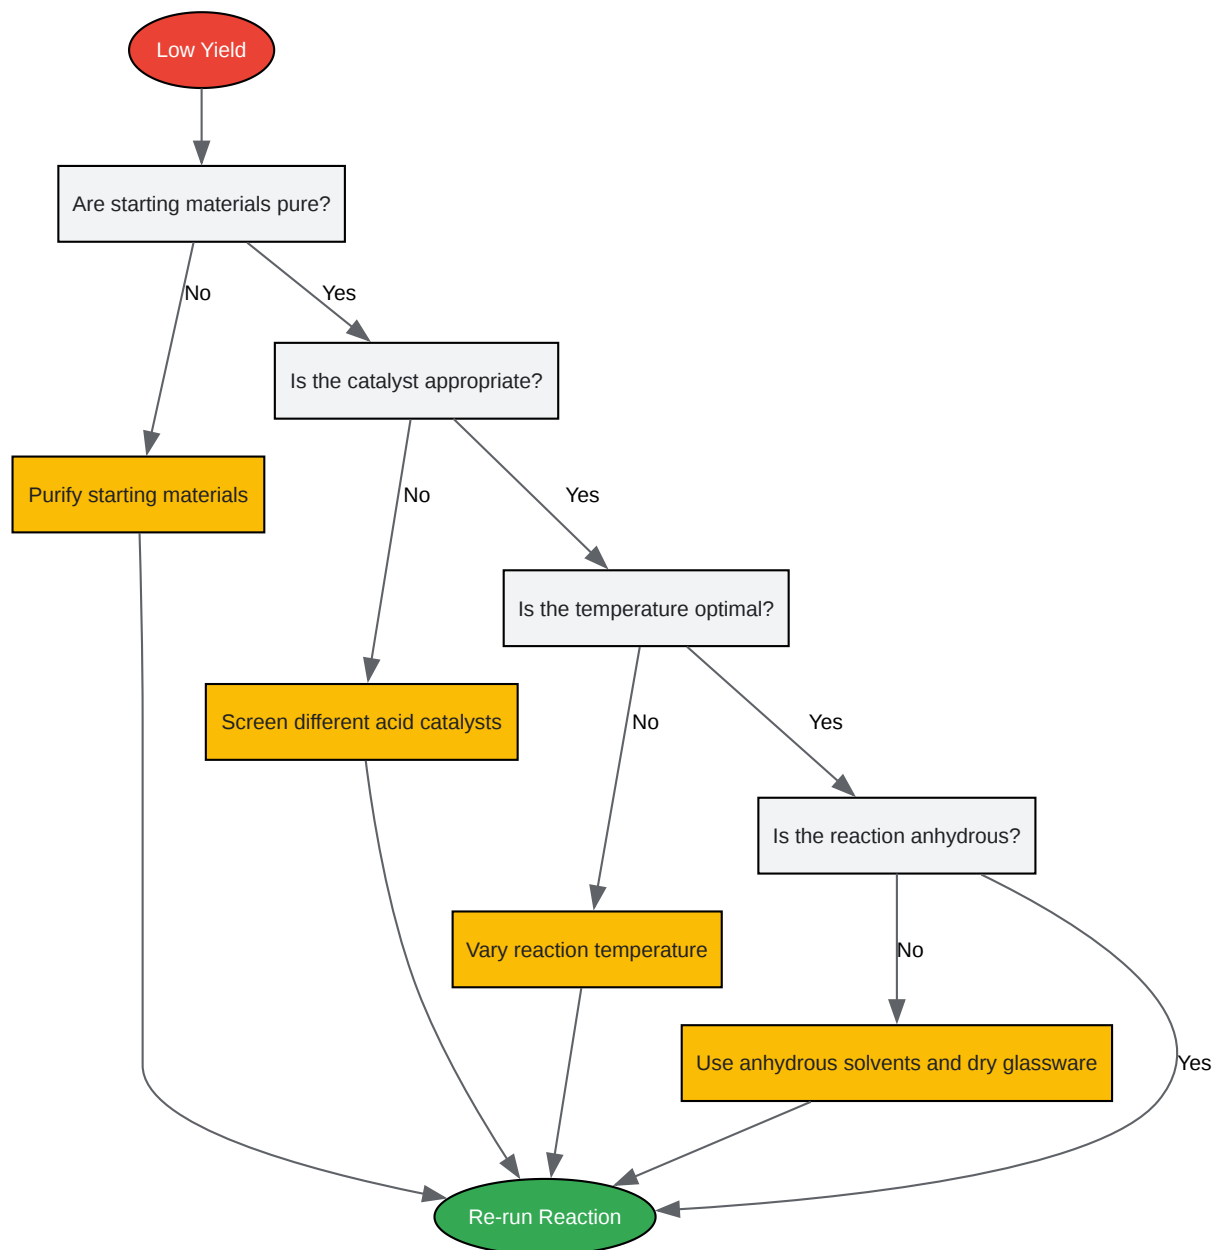 Low Yield
Are starting materials pure?
No
Yes
Is the catalyst appropriate?
Purify starting materials
No
Yes
Is the temperature optimal?
Screen different acid catalysts
No
Yes
Is the reaction anhydrous?
Vary reaction temperature
No
Use anhydrous solvents and dry glassware
Yes
Re-run Reaction